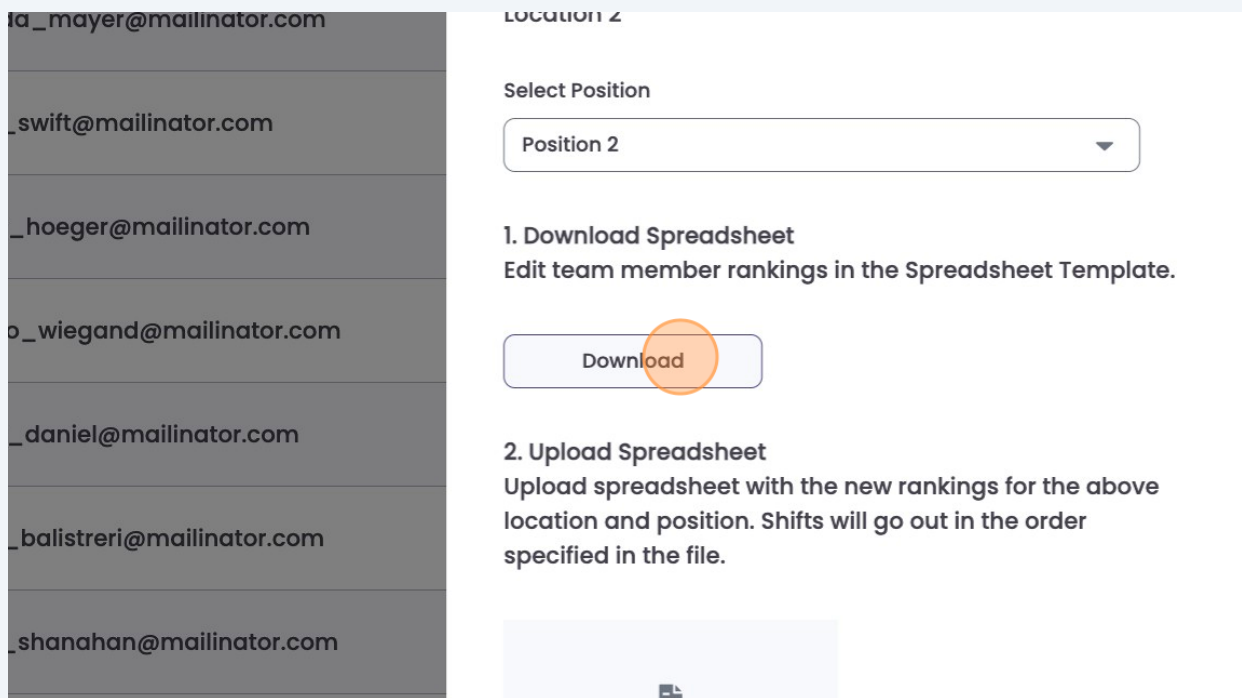 da_mayer@mailinator.com
_swift@mailinator.com
_hoeger@mailinator.com
o_wiegand@mailinator.com
_daniel@mailinator.com
_balistreri@mailinator.com
_shanahan@mailinator.com
Location 2
Select Position
Position 2
1. Download Spreadsheet
Edit team member rankings in the Spreadsheet Template.
Download
2. Upload Spreadsheet
Upload spreadsheet with the new rankings for the above
location and position. Shifts will go out in the order
specified in the file.